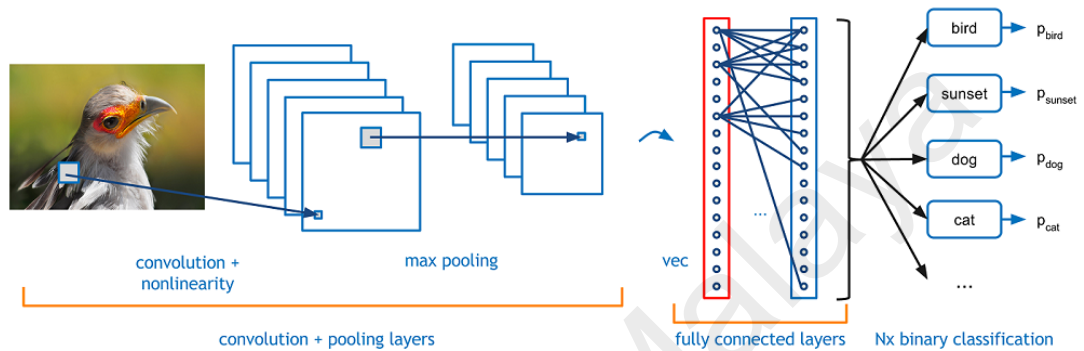 bird
p bird
sunset
p sunset
dog
p dog
cat
p cat
...
...
convolution +
nonlinearity
max pooling
vec
convolution + pooling layers
fully connected layers
Nx binary classification
Malaya